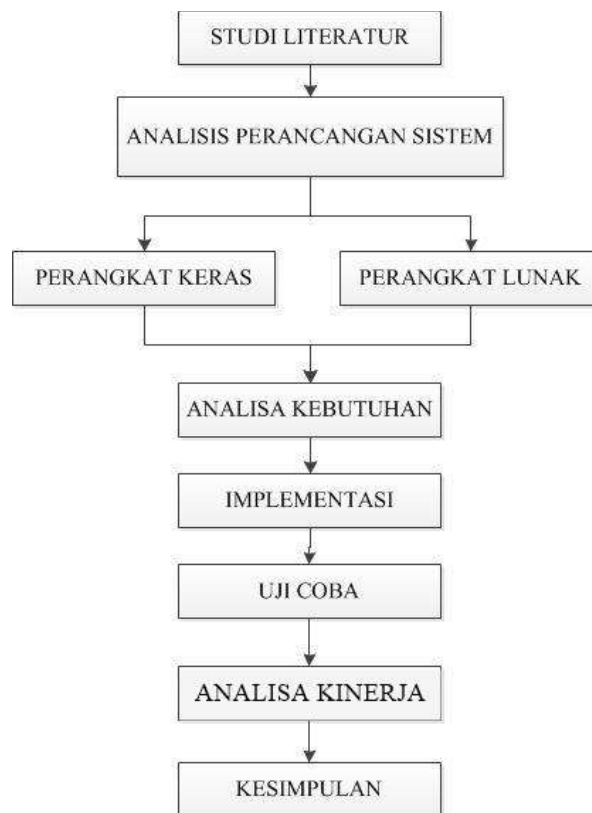 STUDI LITERATUR
ANALISIS PERANCANGAN SISTEM
PERANGKAT KERAS
PERANGKAT LUNAK
ANALISA KEBUTUHAN
IMPLEMENTASI
UJI COBA
ANALISA KINERJA
KESIMPULAN